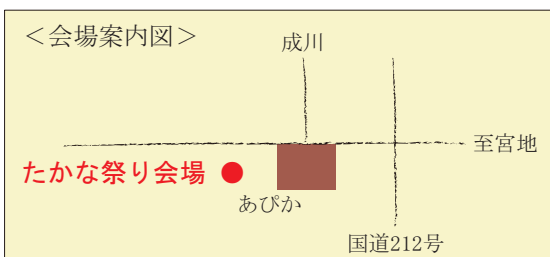 ＜会場案内図＞
成川
至宮地
たかな祭り会場
あぴか
国道212号